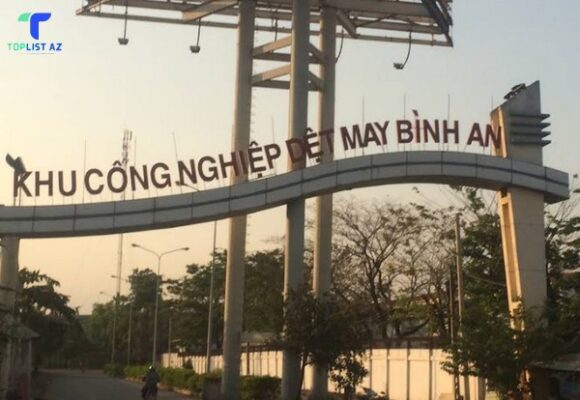 TOPLIST AZ
KHU CÔNG NGHIỆP DỆT MAY BÌNH AN